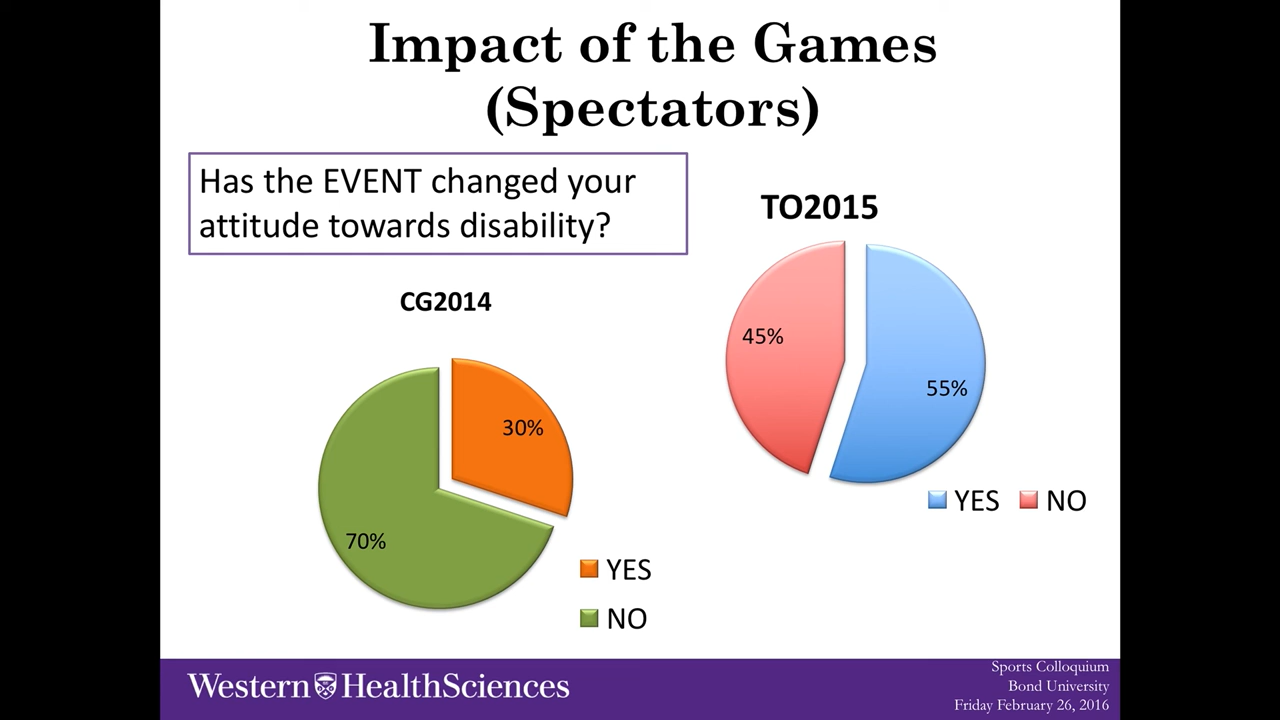 Impact of the Games
(Spectators)
Has the EVENT changed your
attitude towards disability?
TO2015
45%
55%
YES NO
CG2014
30%
70%
YES
NO
Western HealthSciences
Sports Colloquium
Bond University
Friday February 26, 2016